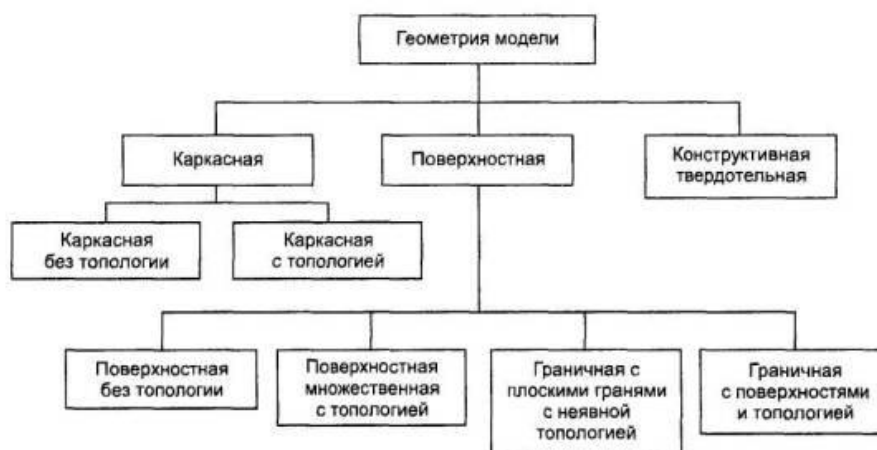 Геометрия модели
Каркасная
Поверхностная
Конструктивная
твердотельная
Каркасная
без топологии
Каркасная
с топологией
Поверхностная
без топологии
Поверхностная
множественная
с топологией
Граничная с
плоскими гранями
с неявной
топологией
Граничная
с поверхностями
и топологией